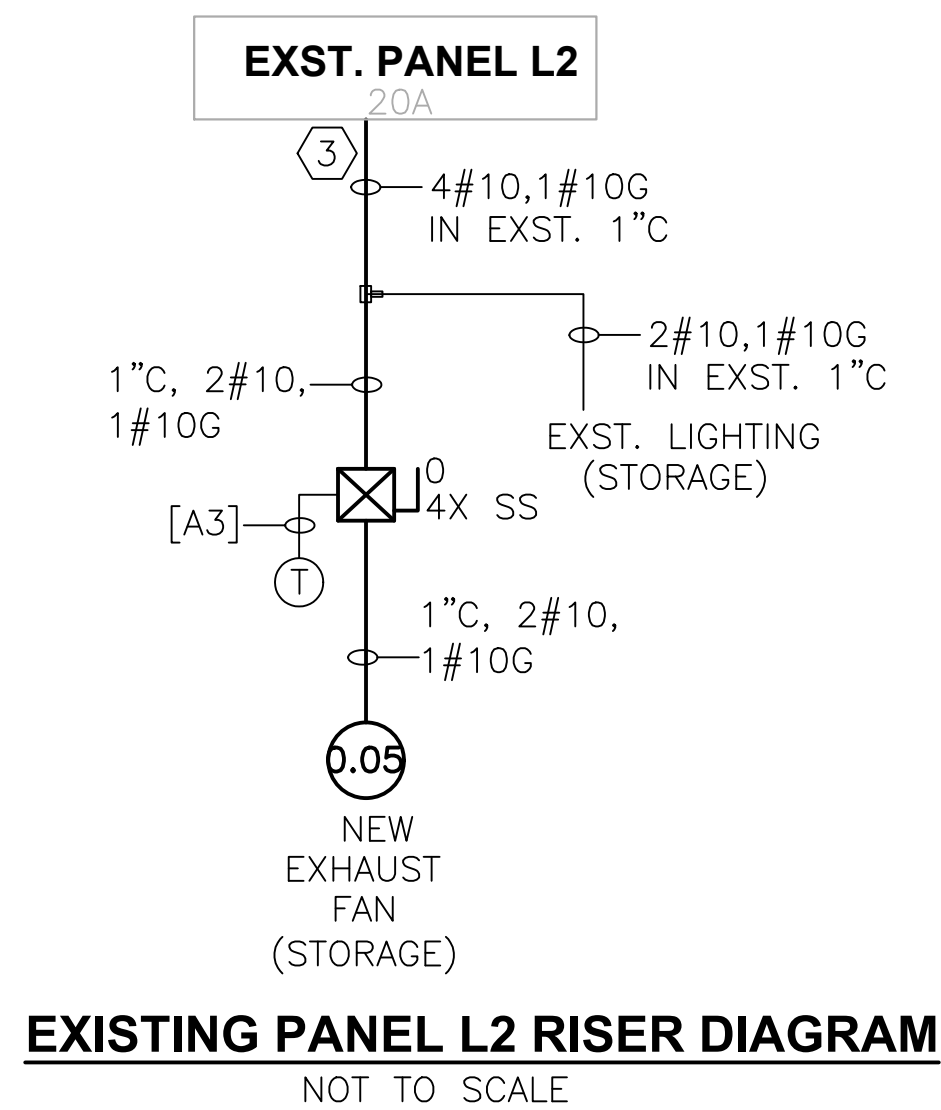 EXST. PANEL L2
20A
3
4#10,1#10G
IN EXST. 1"C
2#10,1#10G
IN EXST. 1"C
1"C, 2#10,
1#10G
EXST. LIGHTING
(STORAGE)
0
4X SS
[A3]
T
1"C, 2#10,
1#10G
0.05
NEW
EXHAUST
FAN
(STORAGE)
EXISTING PANEL L2 RISER DIAGRAM
NOT TO SCALE